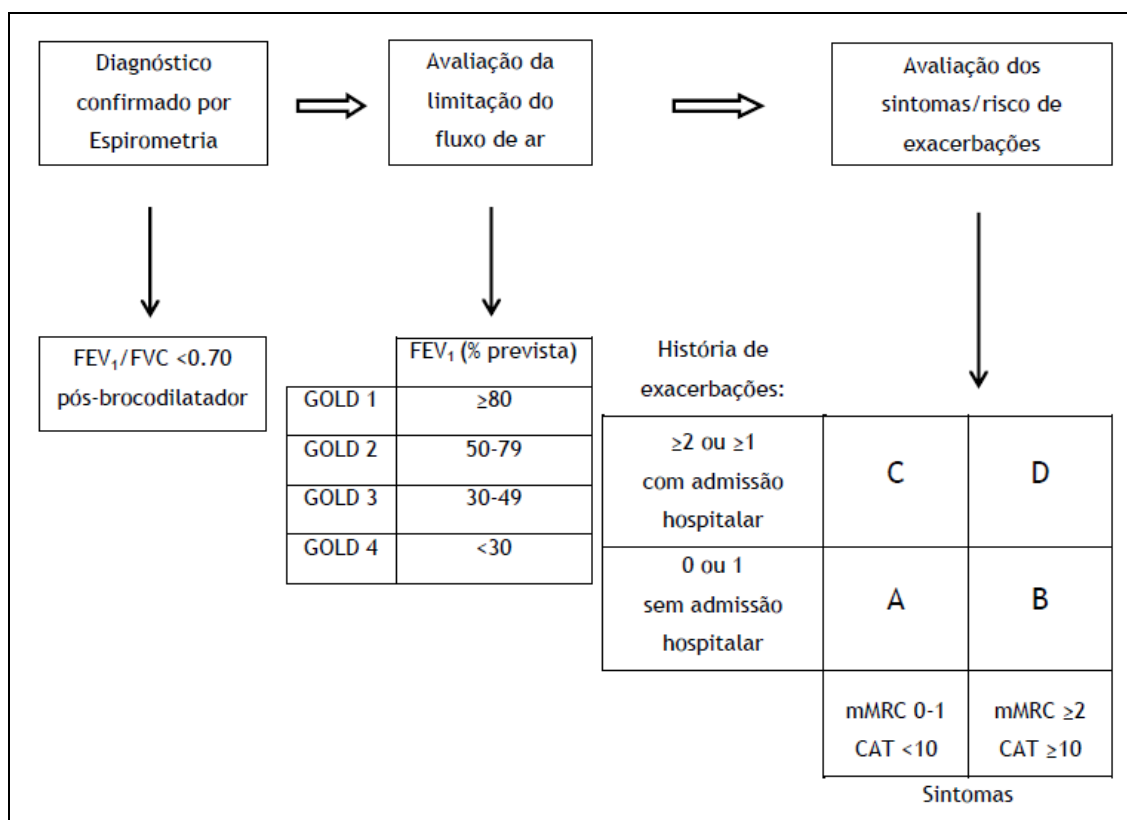 Diagnóstico
confirmado por
Espirometria
Avaliação da
limitação do
fluxo de ar
Avaliação dos
sintomas/risco de
exacerbações
FEV₁/FVC <0.70
pós-brocodilatador
FEV₁ (% prevista)
GOLD 1 ≥80
GOLD 2 50-79
GOLD 3 30-49
GOLD 4 <30
História de
exacerbações:
≥2 ou ≥1
com admissão
hospitalar
C D
0 ou 1
sem admissão
hospitalar
A B
mMRC 0-1
CAT <10
mMRC ≥2
CAT ≥10
Sintomas